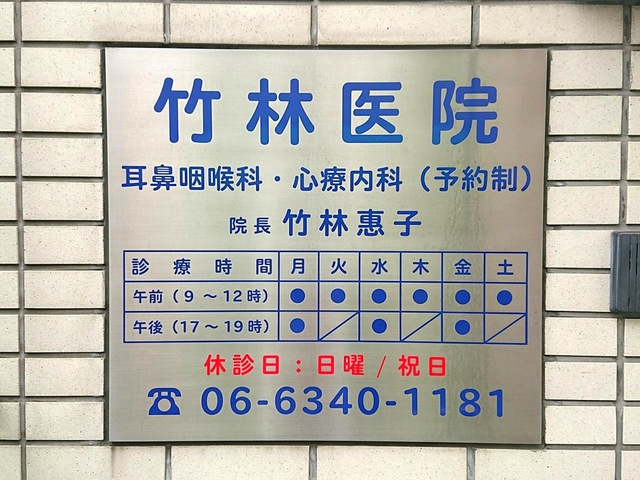 竹林医院
耳鼻咽喉科・心療内科（予約制）
院長 竹林惠子
診療時間 月 火 水 木 金 土
午前（9～12時） ● ● ● ● ● ●
午後（17～19時） ● ／ ● ／ ● ／
休診日：日曜/祝日
☎ 06-6340-1181